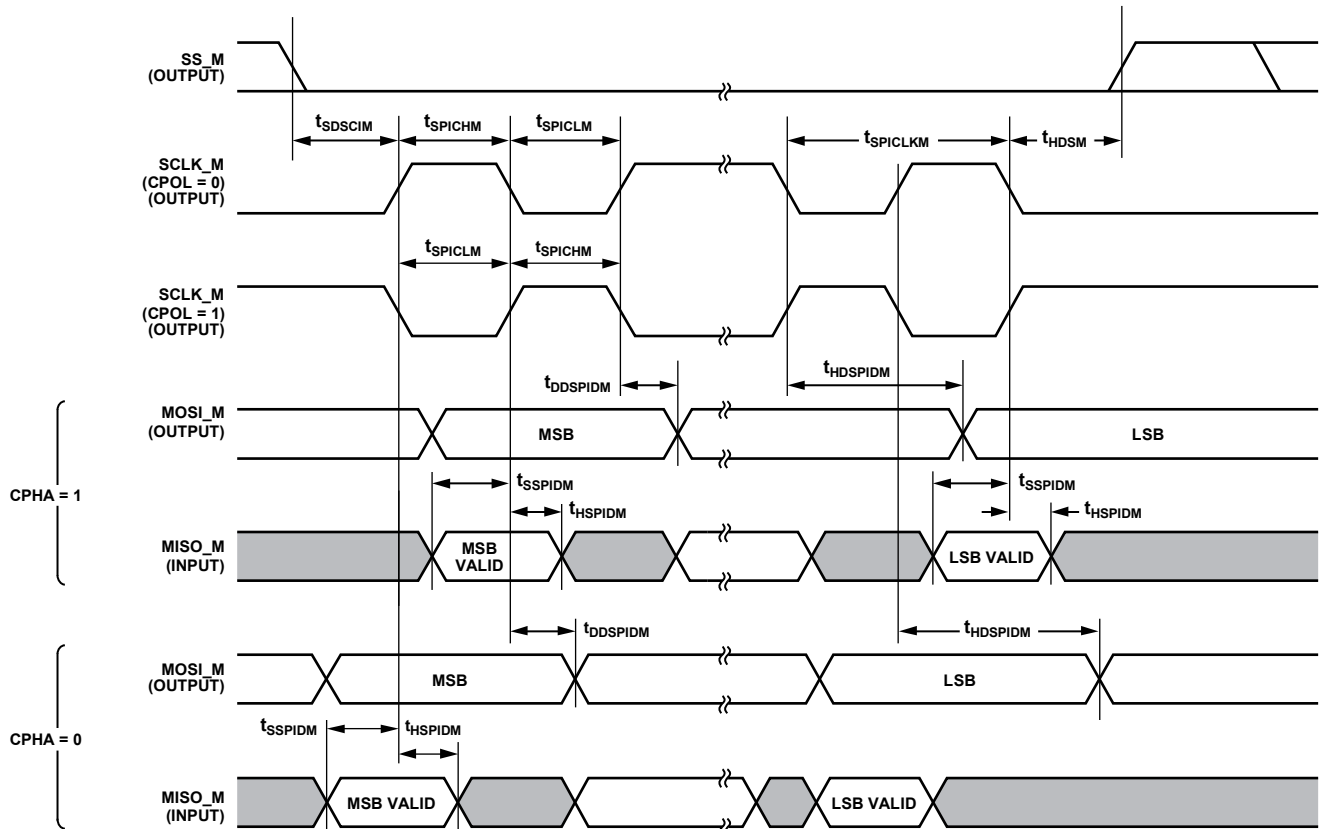 SS_M
(OUTPUT)
tSDSCIM
tSPICHM
tSPICLM
tSPICLKM
tHDSM
SCLK_M
(CPOL = 0)
(OUTPUT)
tSPICLM
tSPICHM
SCLK_M
(CPOL = 1)
(OUTPUT)
tDDSPIDM
tHDSPIDM
CPHA = 1
MOSI_M
(OUTPUT)
MSB
LSB
tSSPIDM
tSSPIDM
tHSPIDM
tHSPIDM
MISO_M
(INPUT)
MSB
VALID
LSB VALID
tDDSPIDM
tHDSPIDM
CPHA = 0
MOSI_M
(OUTPUT)
MSB
LSB
tSSPIDM
tHSPIDM
MISO_M
(INPUT)
MSB VALID
LSB VALID